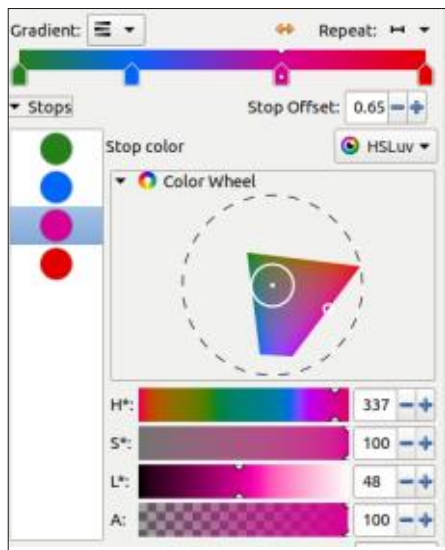 Gradient: Repeat:
Stops Stop Offset: 0.65
Stop color HSLuv
Color Wheel
H*: 337
S*: 100
L*: 48
A: 100